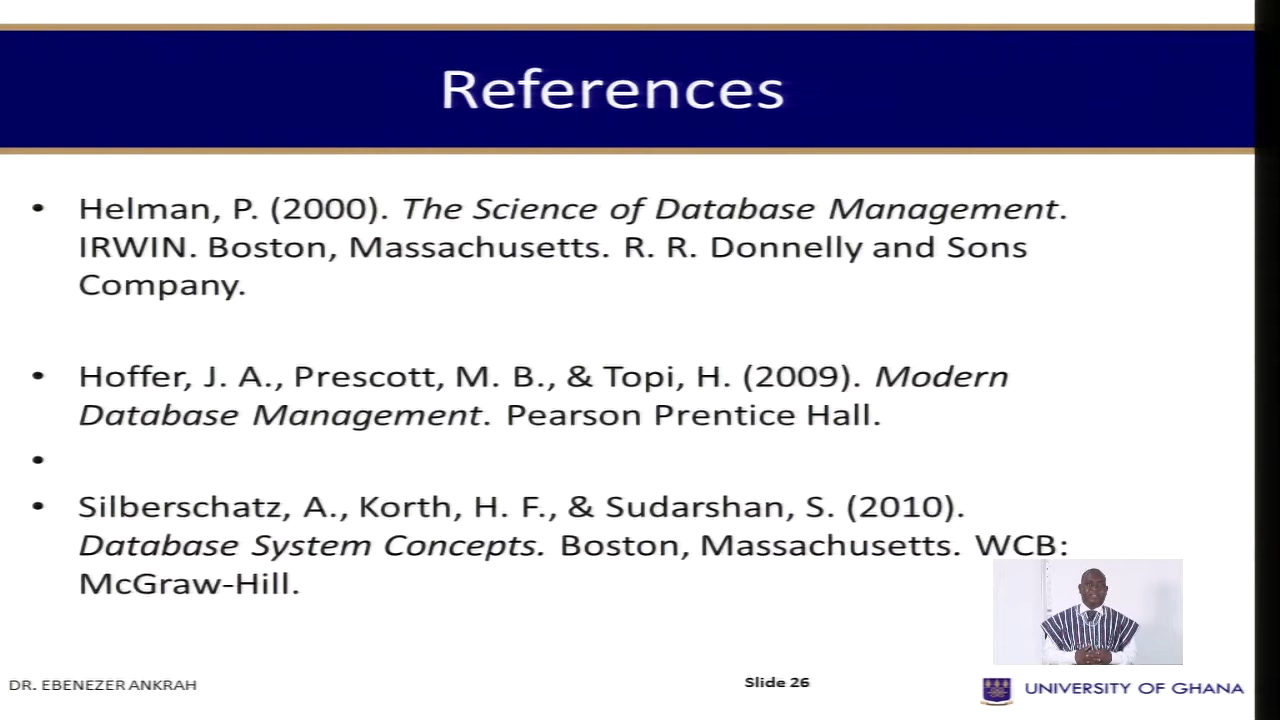 References
• Helman, P. (2000). The Science of Database Management.
IRWIN. Boston, Massachusetts. R. R. Donnelly and Sons
Company.
• Hoffer, J. A., Prescott, M. B., & Topi, H. (2009). Modern
Database Management. Pearson Prentice Hall.
•
• Silberschatz, A., Korth, H. F., & Sudarshan, S. (2010).
Database System Concepts. Boston, Massachusetts. WCB:
McGraw-Hill.
DR. EBENEZER ANKRAH
Slide 26
UNIVERSITY OF GHANA